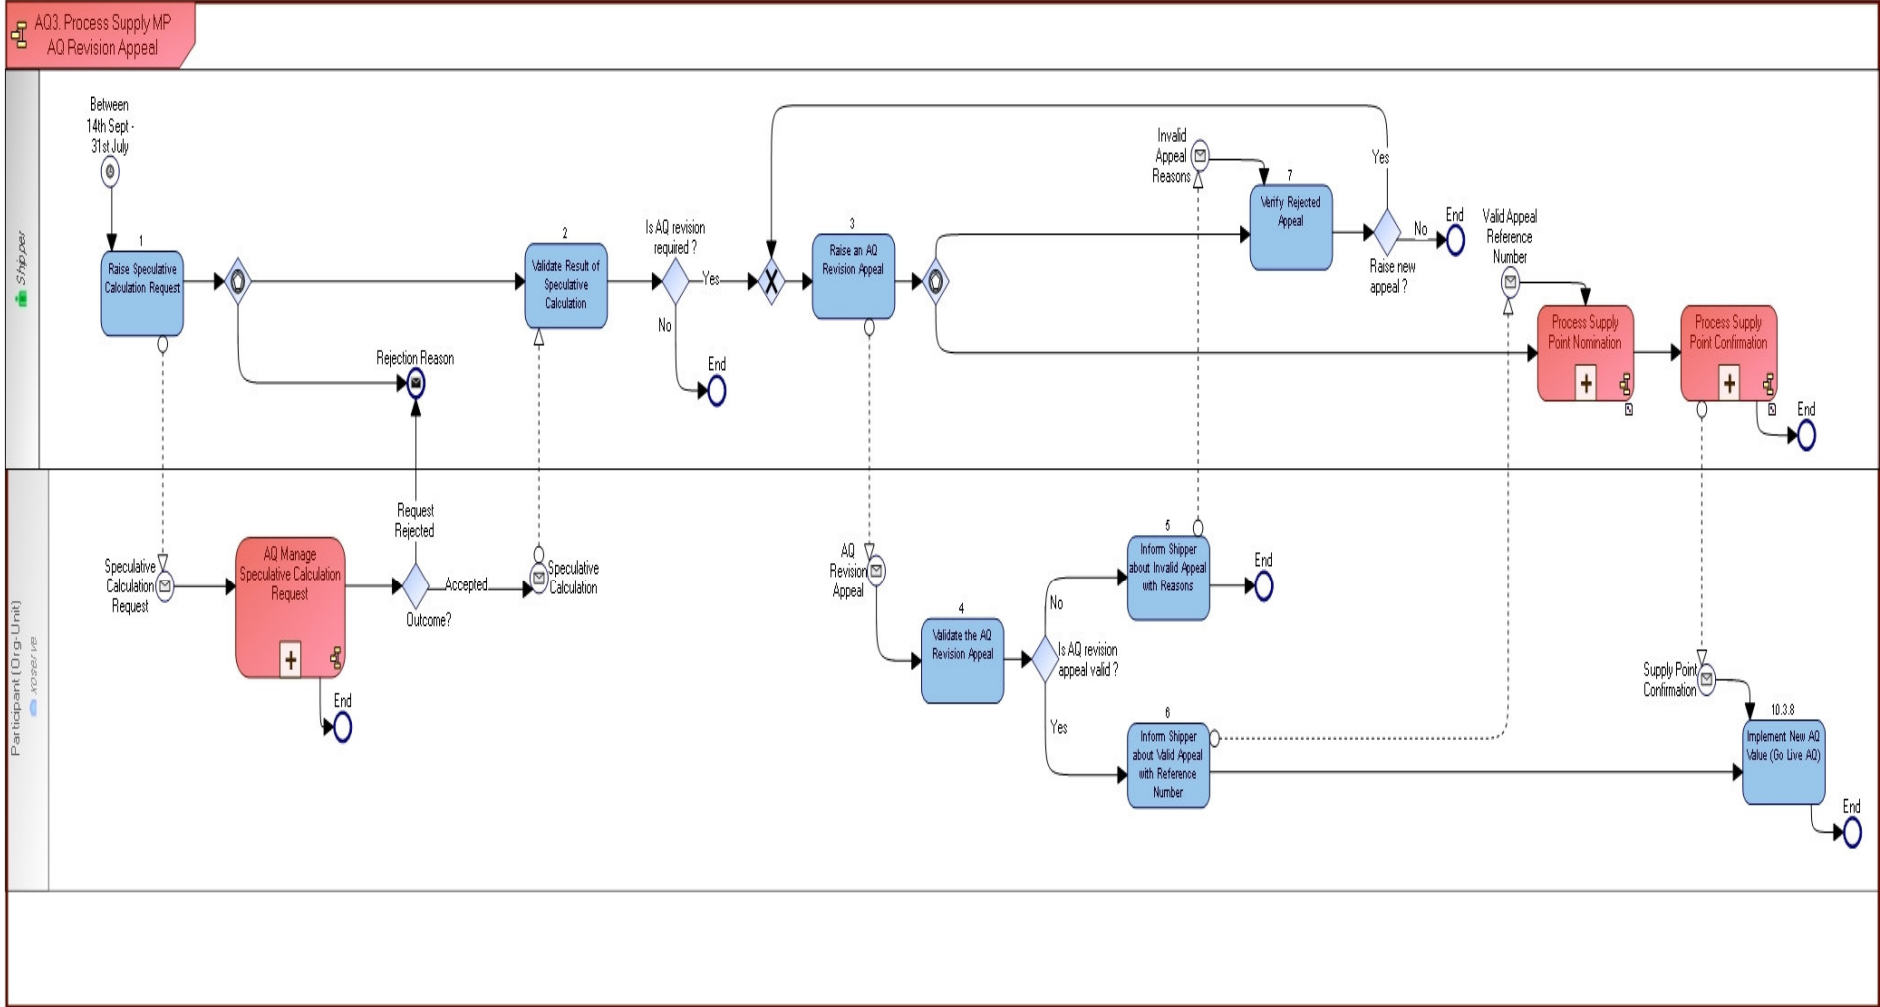 AQ3. Process Supply MP
AQ Revision Appeal
Shipper
Between
14th Sept -
31st July
1
Raise Speculative
Calculation Request
Rejection Reason
2
Validate Result of
Speculative
Calculation
Is AQ revision
required ?
Yes
No
End
3
Raise an AQ
Revision Appeal
Invalid
Appeal
Reasons
7
Verify Rejected
Appeal
Yes
No
Raise new
appeal ?
End
Valid Appeal
Reference
Number
Process Supply
Point Nomination
Process Supply
Point Confirmation
End
Participant (Org-Unit)
xoserve
Speculative
Calculation
Request
AQ Manage
Speculative Calculation
Request
End
Request
Rejected
Accepted
Outcome?
Speculative
Calculation
AQ
Revision
Appeal
4
Validate the AQ
Revision Appeal
No
Is AQ revision
appeal valid ?
Yes
5
Inform Shipper
about Invalid Appeal
with Reasons
End
6
Inform Shipper
about Valid Appeal
with Reference
Number
Supply Point
Confirmation
10.3.8
Implement New AQ
Value (Go Live AQ)
End